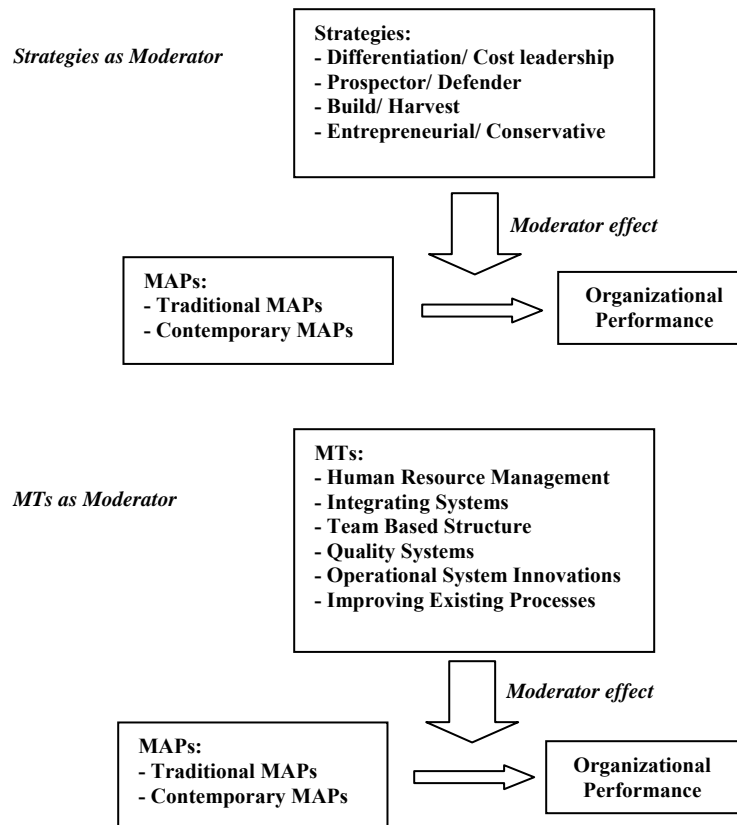 Strategies as Moderator
Strategies:
- Differentiation/ Cost leadership
- Prospector/ Defender
- Build/ Harvest
- Entrepreneurial/ Conservative
Moderator effect
MAPs:
- Traditional MAPs
- Contemporary MAPs
Organizational
Performance
MTs as Moderator
MTs:
- Human Resource Management
- Integrating Systems
- Team Based Structure
- Quality Systems
- Operational System Innovations
- Improving Existing Processes
Moderator effect
MAPs:
- Traditional MAPs
- Contemporary MAPs
Organizational
Performance